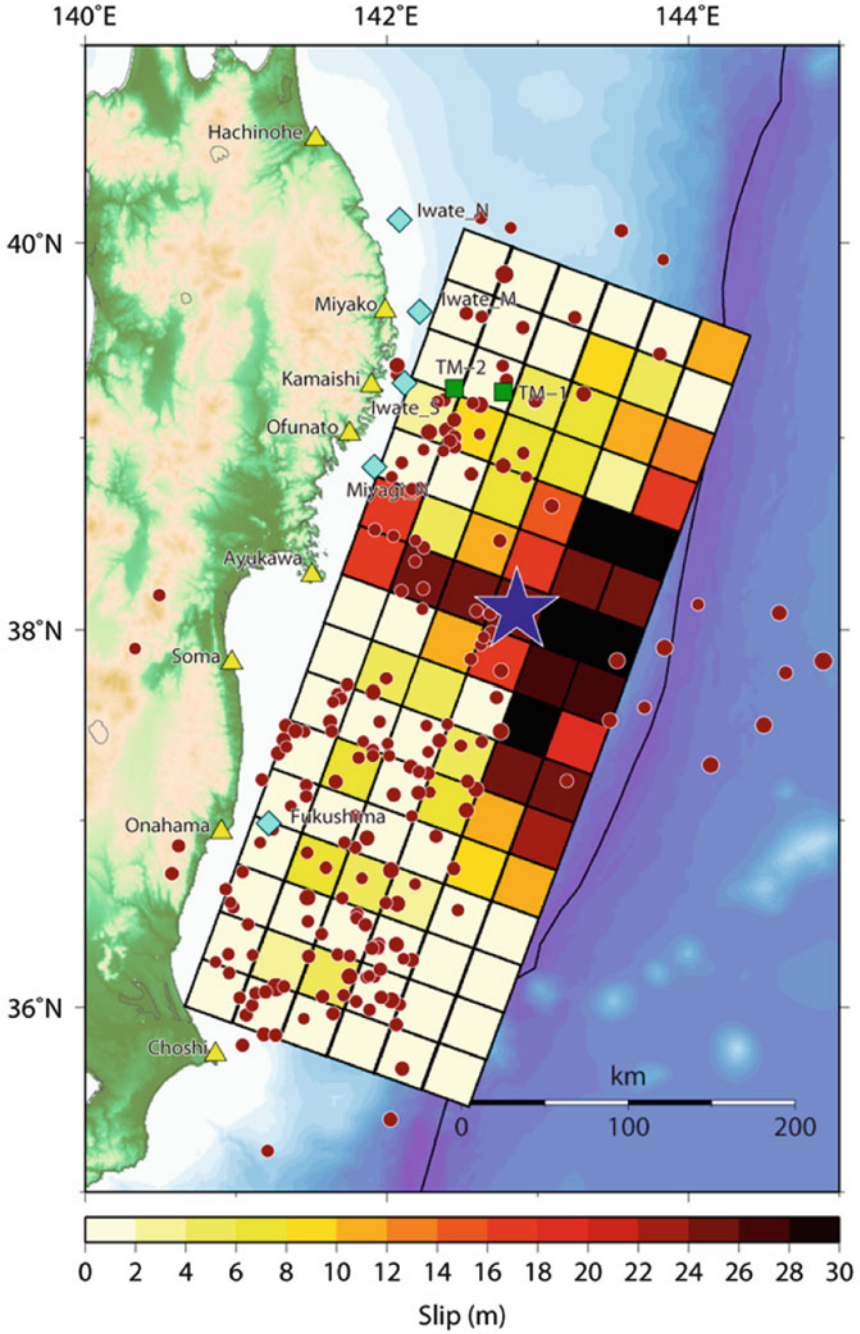 140°E 142°E 144°E
Hachinohe
Iwate_N
40°N
Iwate_M
Miyako
TM-2
Kamaishi
TM-1
Iwate_S
Ofunato
Miyagi_N
Ayukawa
38°N
Soma
Fukushima
Onahama
36°N
Choshi
km
0 100 200
0 2 4 6 8 10 12 14 16 18 20 22 24 26 28 30
Slip (m)